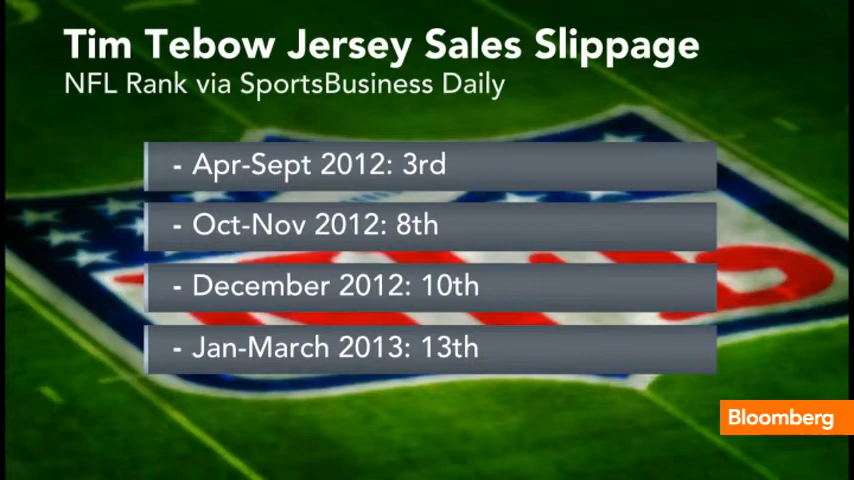 Tim Tebow Jersey Sales Slippage
NFL Rank via SportsBusiness Daily
- Apr-Sept 2012: 3rd
- Oct-Nov 2012: 8th
- December 2012: 10th
- Jan-March 2013: 13th
Bloomberg